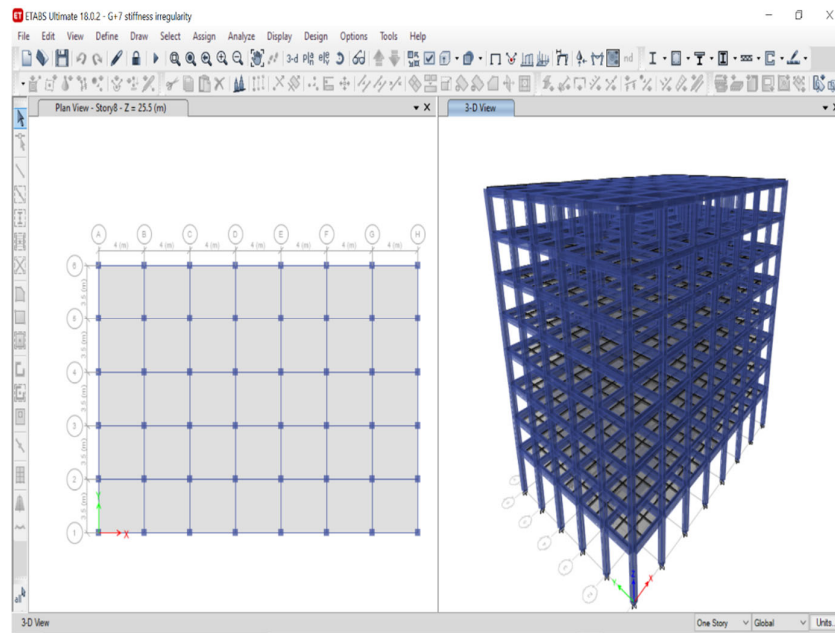 ETABS Ultimate 18.0.2 - G+7 stiffness irregularity
File Edit View Define Draw Select Assign Analyze Display Design Options Tools Help
3-d nd
Plan View - Story8 - Z = 25.5 (m)
3-D View
A B C D E F G H
4 (m) 4 (m) 4 (m) 4 (m) 4 (m) 4 (m) 4 (m)
6
3.5 (m)
5
3.5 (m)
4
3.5 (m)
3
3.5 (m)
2
3.5 (m)
1
Y
X
Y
Z
X
3-D View
One Story Global Units...